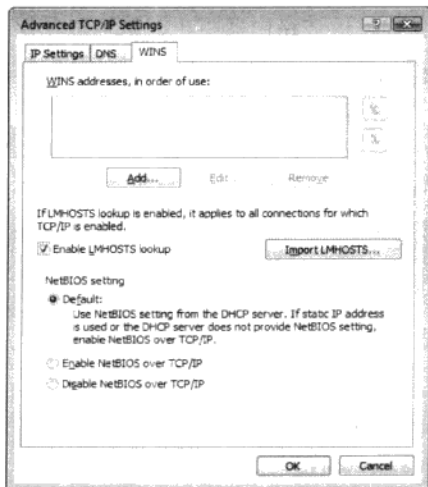 Advanced TCP/IP Settings
IP Settings DNS WINS
WINS addresses, in order of use:
Add... Edit... Remove
If LMHOSTS lookup is enabled, it applies to all connections for which
TCP/IP is enabled.
Enable LMHOSTS lookup Import LMHOSTS...
NetBIOS setting
Default:
Use NetBIOS setting from the DHCP server. If static IP address
is used or the DHCP server does not provide NetBIOS setting,
enable NetBIOS over TCP/IP.
Enable NetBIOS over TCP/IP
Disable NetBIOS over TCP/IP
OK Cancel